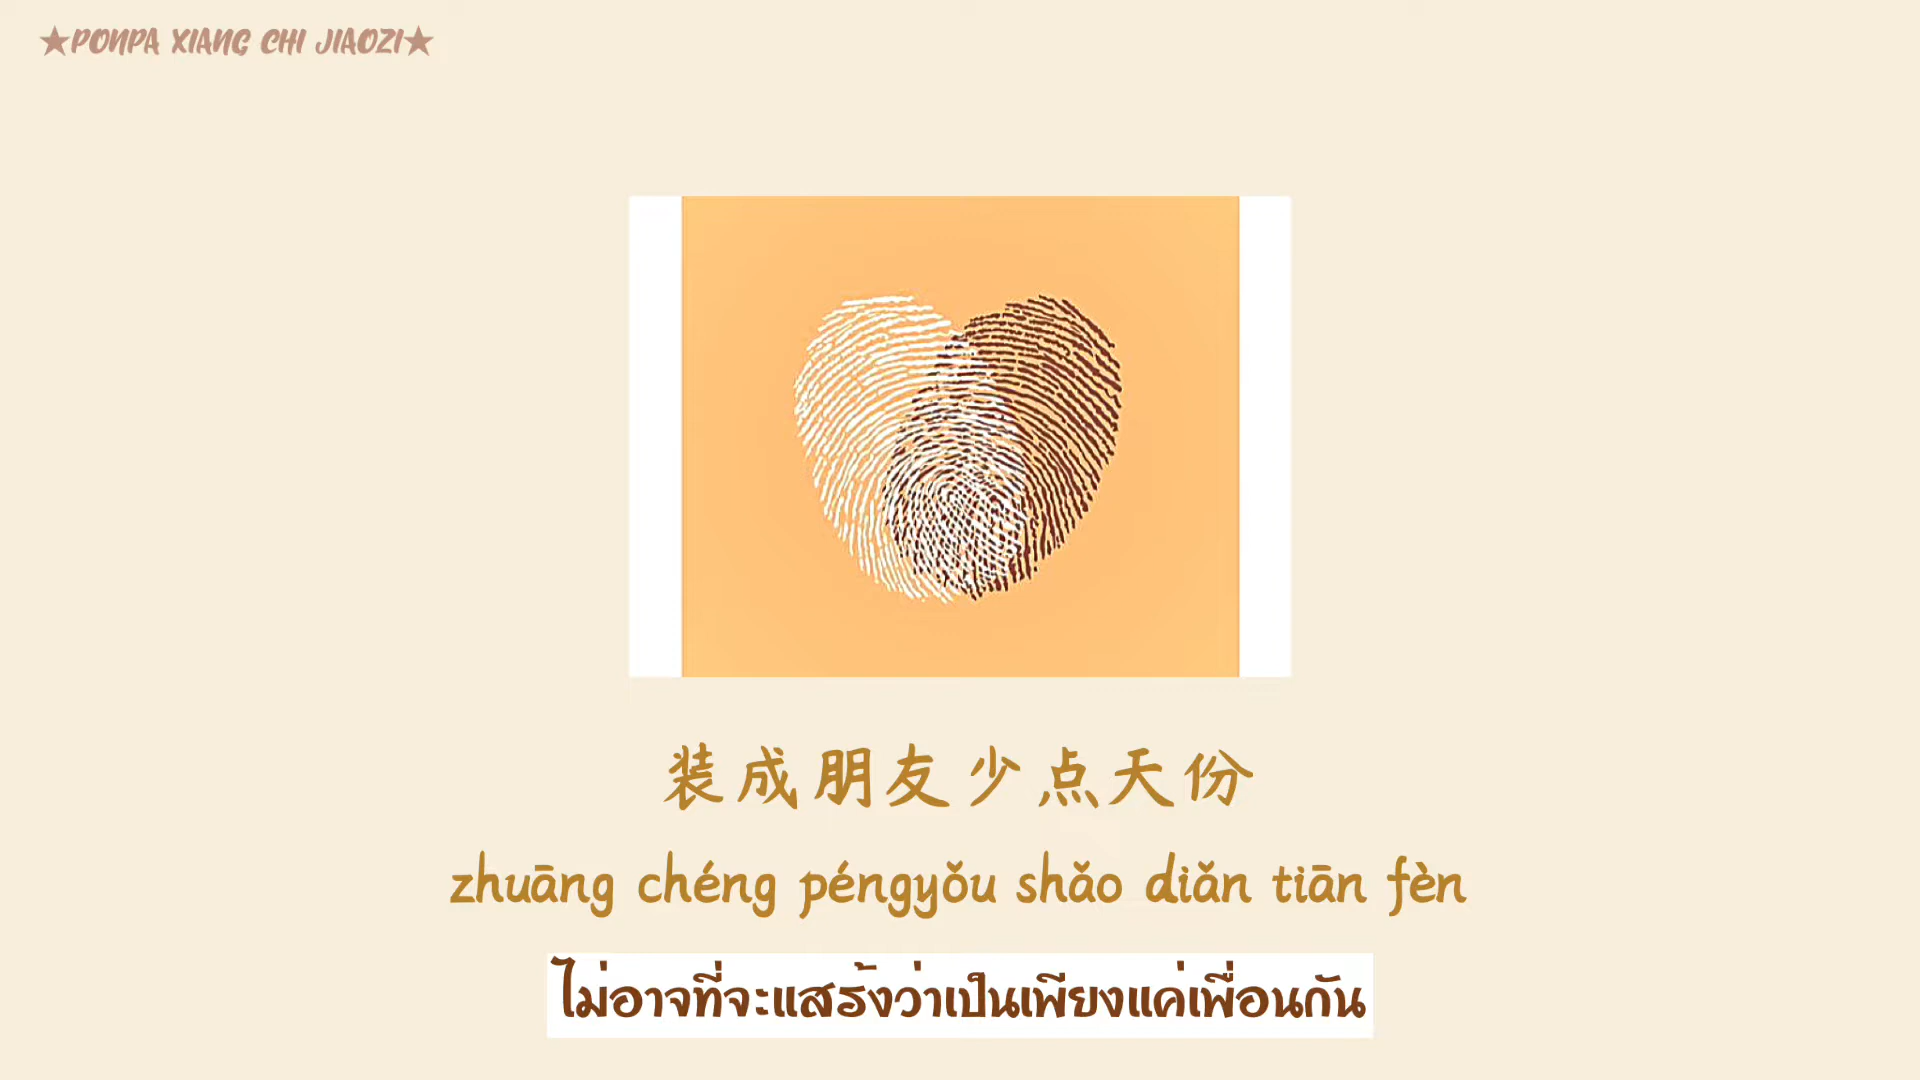 ★PONPA XIANG CHI JIAOZI★
装成朋友少点天份
zhuāng chéng péngyǒu shǎo diǎn tiān fèn
ไม่อาจที่จะแสร้งว่าเป็นเพียงแค่เพื่อนกัน